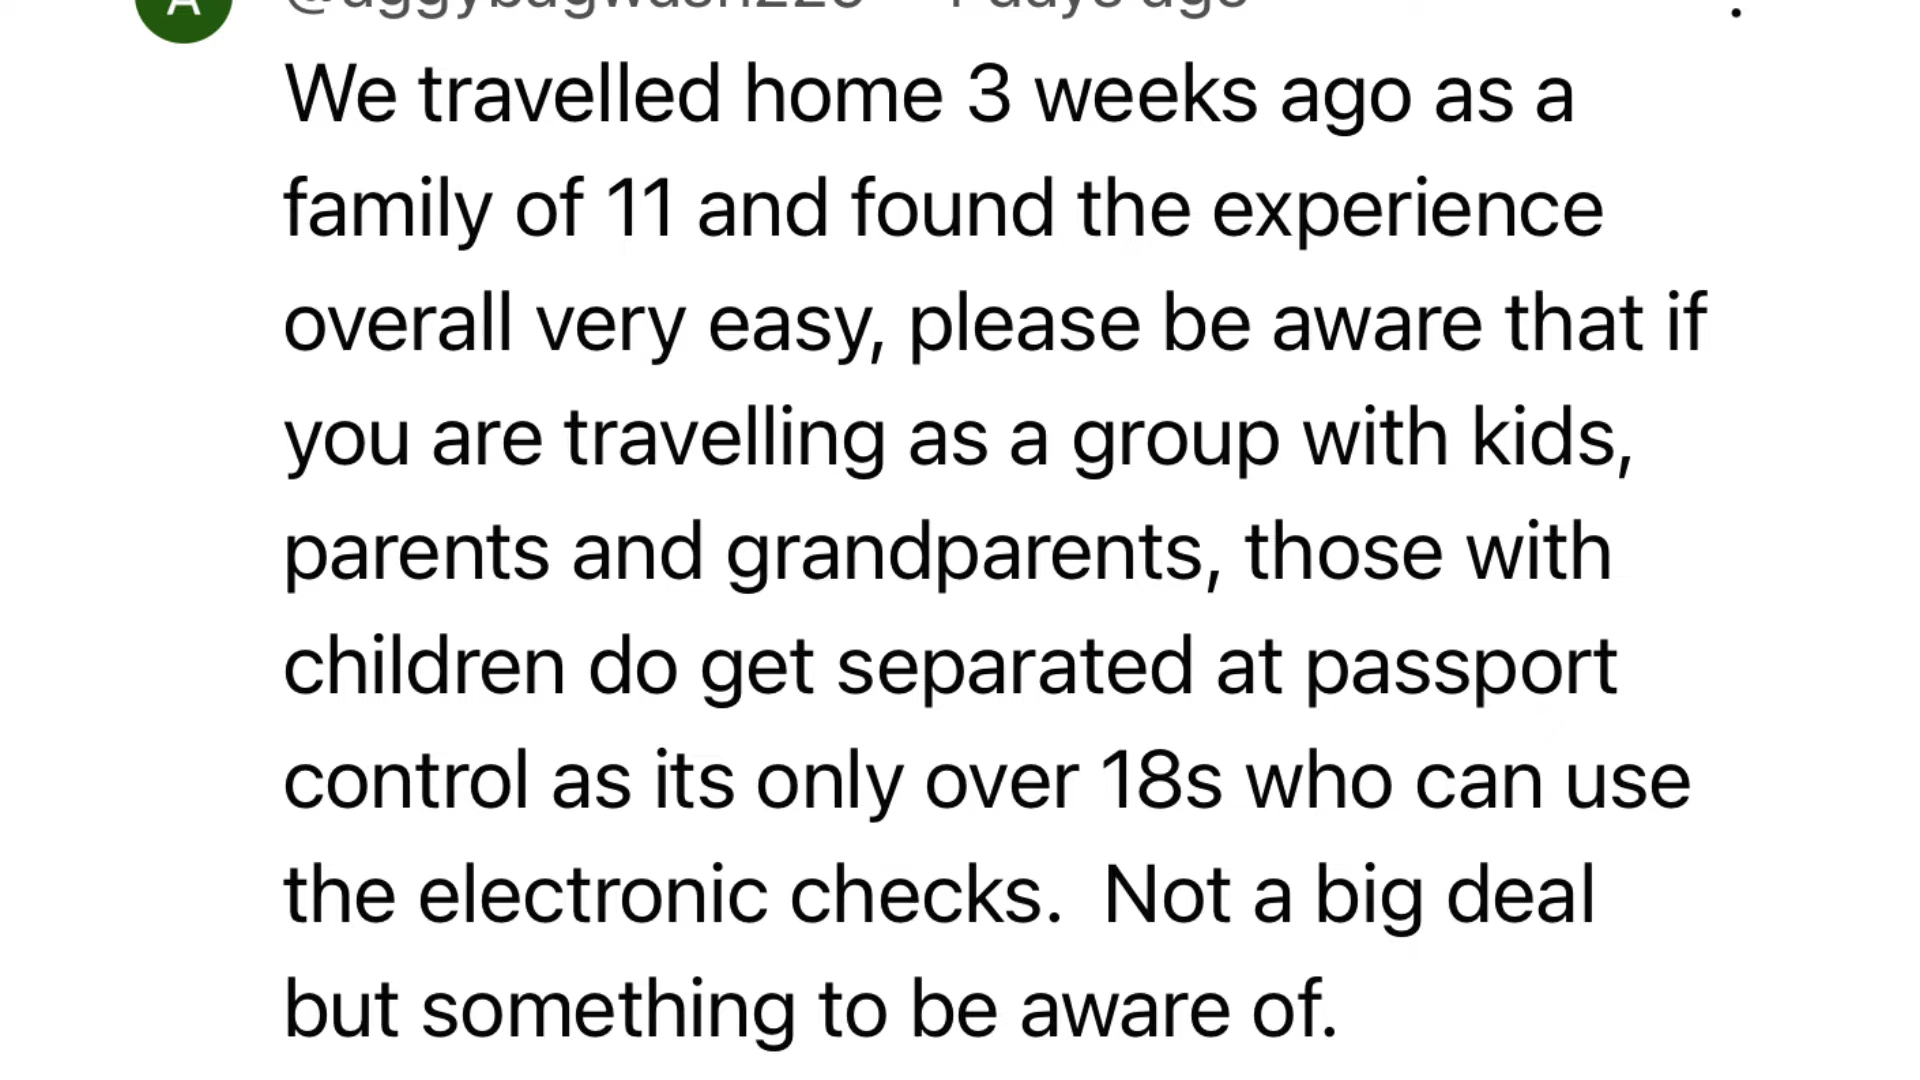 A
days ago
We travelled home 3 weeks ago as a
family of 11 and found the experience
overall very easy, please be aware that if
you are travelling as a group with kids,
parents and grandparents, those with
children do get separated at passport
control as its only over 18s who can use
the electronic checks.  Not a big deal
but something to be aware of.